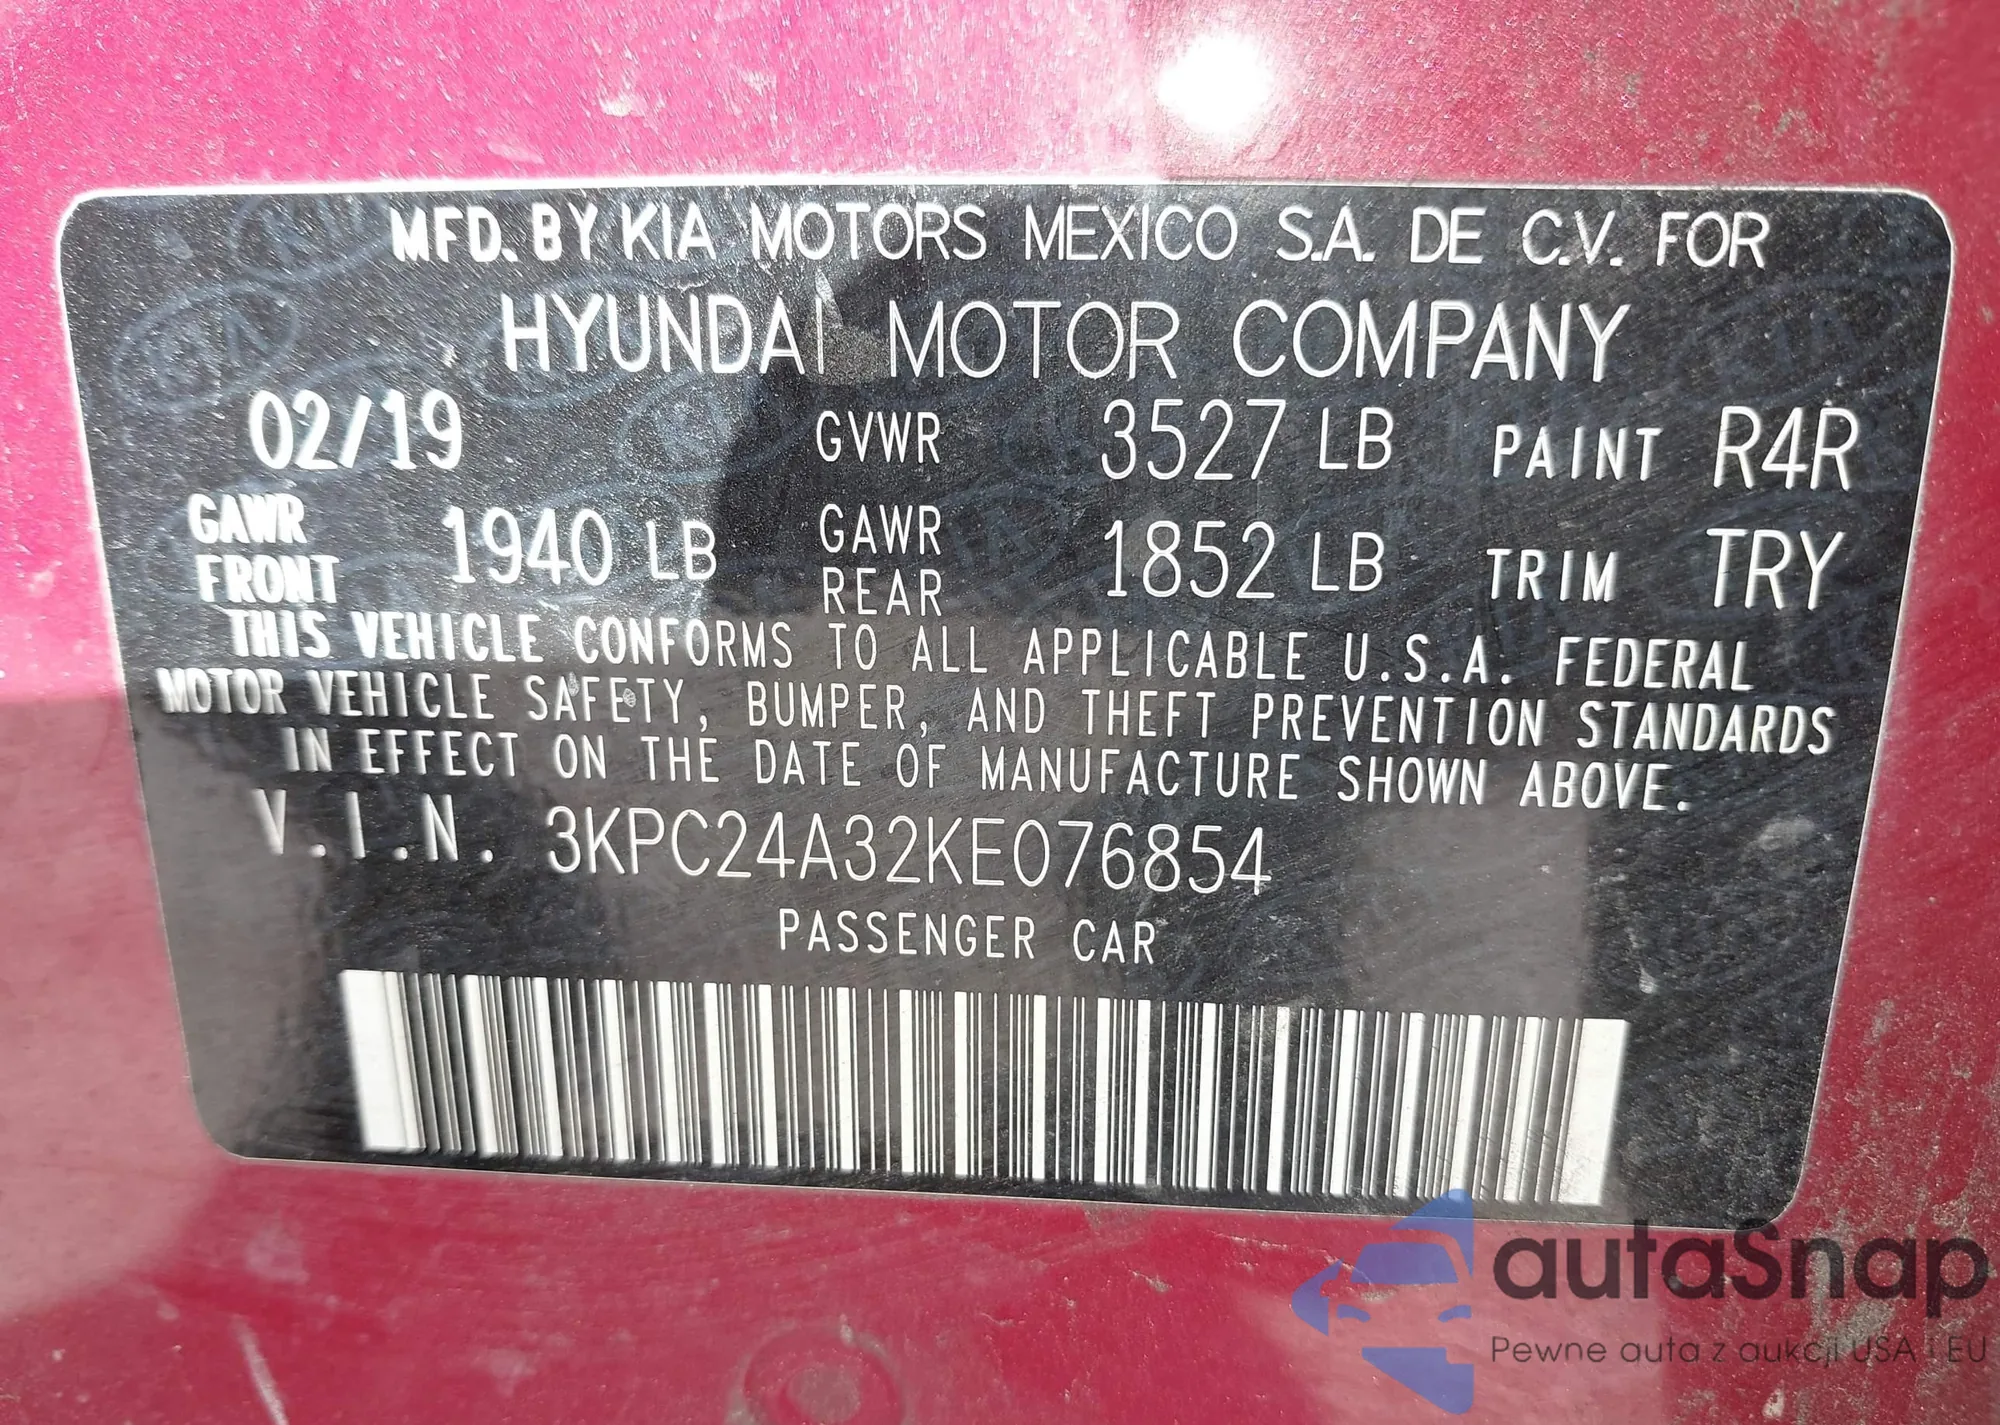 MFD. BY KIA MOTORS MEXICO S.A. DE C.V. FOR
HYUNDAI MOTOR COMPANY
02/19 GVWR 3527 LB PAINT R4R
GAWR FRONT 1940 LB GAWR REAR 1852 LB TRIM TRY
THIS VEHICLE CONFORMS TO ALL APPLICABLE U.S.A. FEDERAL
MOTOR VEHICLE SAFETY, BUMPER, AND THEFT PREVENTION STANDARDS
IN EFFECT ON THE DATE OF MANUFACTURE SHOWN ABOVE.
V.I.N. 3KPC24A32KE076854
PASSENGER CAR
autaSnap
Pewne auta z aukcji USA i EU